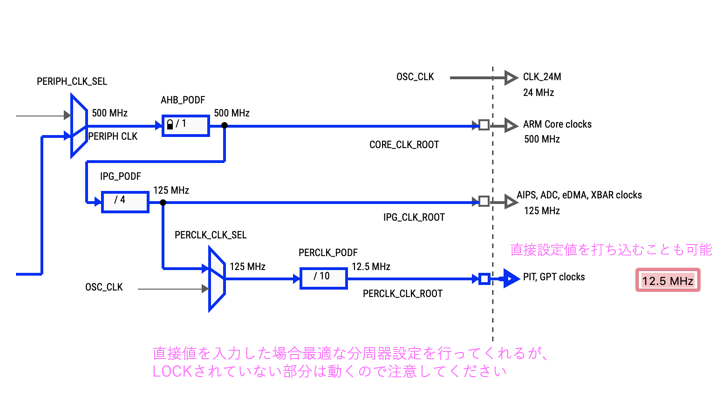 OSC_CLK
CLK_24M
24 MHz
PERIPH_CLK_SEL
AHB_PODF
500 MHz
/ 1
500 MHz
ARM Core clocks
500 MHz
PERIPH CLK
CORE_CLK_ROOT
IPG_PODF
/ 4
125 MHz
AIPS, ADC, eDMA, XBAR clocks
125 MHz
IPG_CLK_ROOT
PERCLK_CLK_SEL
直接設定値を打ち込むことも可能
PERCLK_PODF
125 MHz
/ 10
12.5 MHz
PIT, GPT clocks
12.5 MHz
OSC_CLK
PERCLK_CLK_ROOT
直接値を入力した場合最適な分周器設定を行ってくれるが、
LOCKされていない部分は動くので注意してください